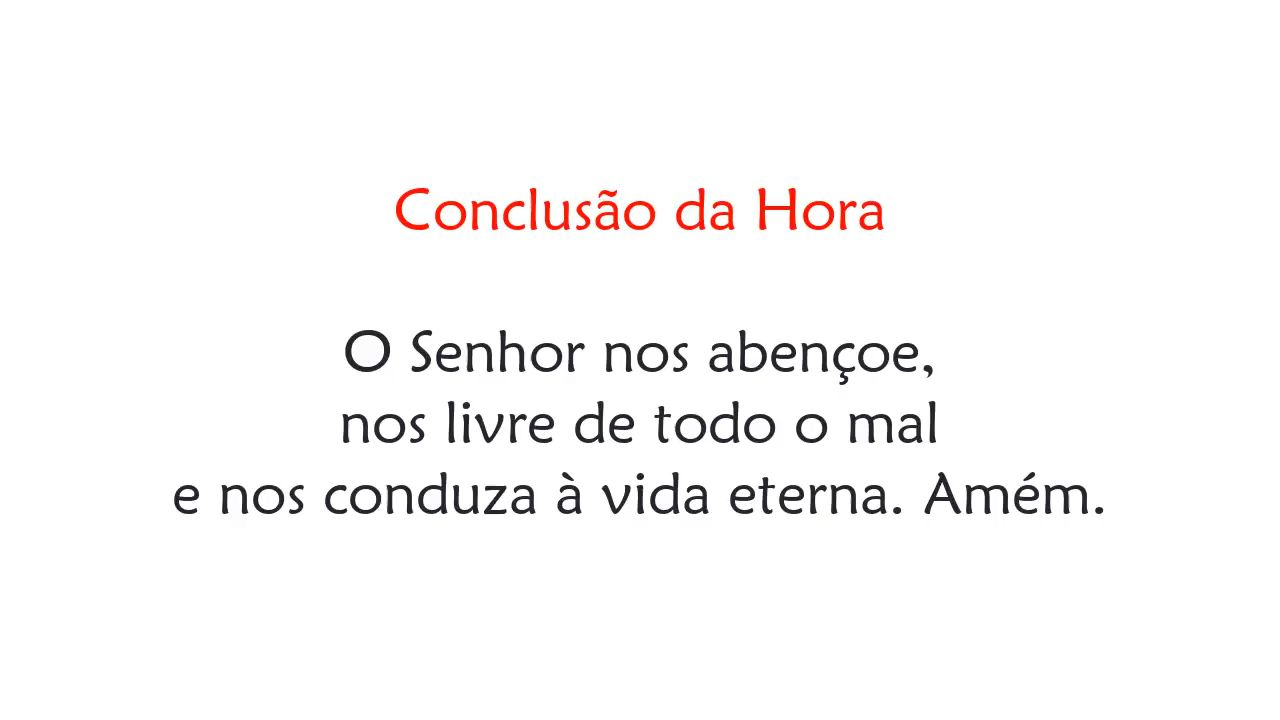 Conclusão da Hora
O Senhor nos abençoe,
nos livre de todo o mal
e nos conduza à vida eterna. Amém.